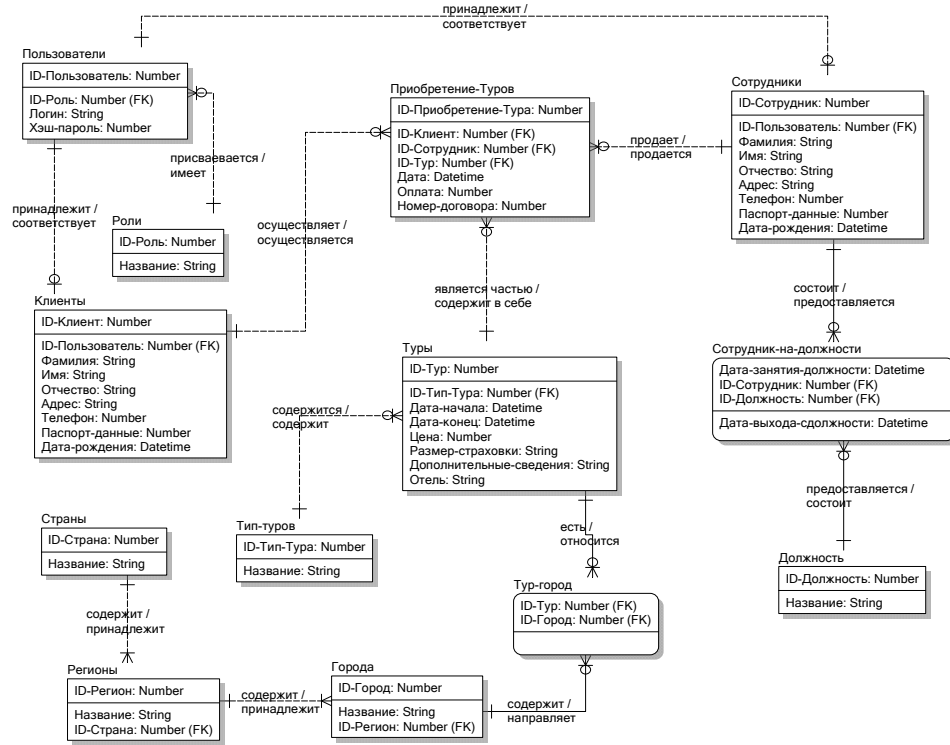 принадлежит /
соответствует
Пользователи
ID-Пользователь: Number
ID-Роль: Number (FK)
Логин: String
Хэш-пароль: Number
Приобретение-Туров
ID-Приобретение-Тура: Number
ID-Клиент: Number (FK)
ID-Сотрудник: Number (FK)
ID-Тур: Number (FK)
Дата: Datetime
Оплата: Number
Номер-договора: Number
Сотрудники
ID-Сотрудник: Number
ID-Пользователь: Number (FK)
Фамилия: String
Имя: String
Отчество: String
Адрес: String
Телефон: Number
Паспорт-данные: Number
Дата-рождения: Datetime
продает /
продается
присваевается /
имеет
принадлежит /
соответствует
Роли
ID-Роль: Number
Название: String
осуществляет /
осуществляется
является частью /
содержит в себе
состоит /
предоставляется
Клиенты
ID-Клиент: Number
ID-Пользователь: Number (FK)
Фамилия: String
Имя: String
Отчество: String
Адрес: String
Телефон: Number
Паспорт-данные: Number
Дата-рождения: Datetime
Туры
ID-Тур: Number
ID-Тип-Тура: Number (FK)
Дата-начала: Datetime
Дата-конец: Datetime
Цена: Number
Размер-страховки: String
Дополнительные-сведения: String
Отель: String
Сотрудник-на-должности
Дата-занятия-должности: Datetime
ID-Сотрудник: Number (FK)
ID-Должность: Number (FK)
Дата-выхода-сдолжности: Datetime
содержится /
содержит
предоставляется /
состоит
Страны
ID-Страна: Number
Название: String
Тип-туров
ID-Тип-Тура: Number
Название: String
есть /
относится
Должность
ID-Должность: Number
Название: String
Тур-город
ID-Тур: Number (FK)
ID-Город: Number (FK)
содержит /
принадлежит
Регионы
ID-Регион: Number
Название: String
ID-Страна: Number (FK)
содержит /
принадлежит
Города
ID-Город: Number
Название: String
ID-Регион: Number (FK)
содержит /
направляет